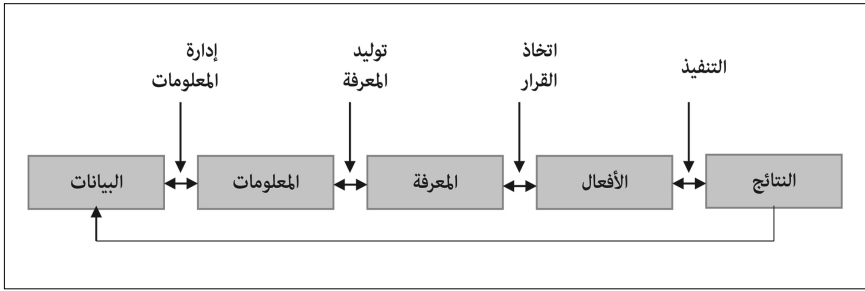 إدارة
المعلومات
توليد
المعرفة
اتخاذ
القرار
التنفيذ
البيانات
المعلومات
المعرفة
الأفعال
النتائج